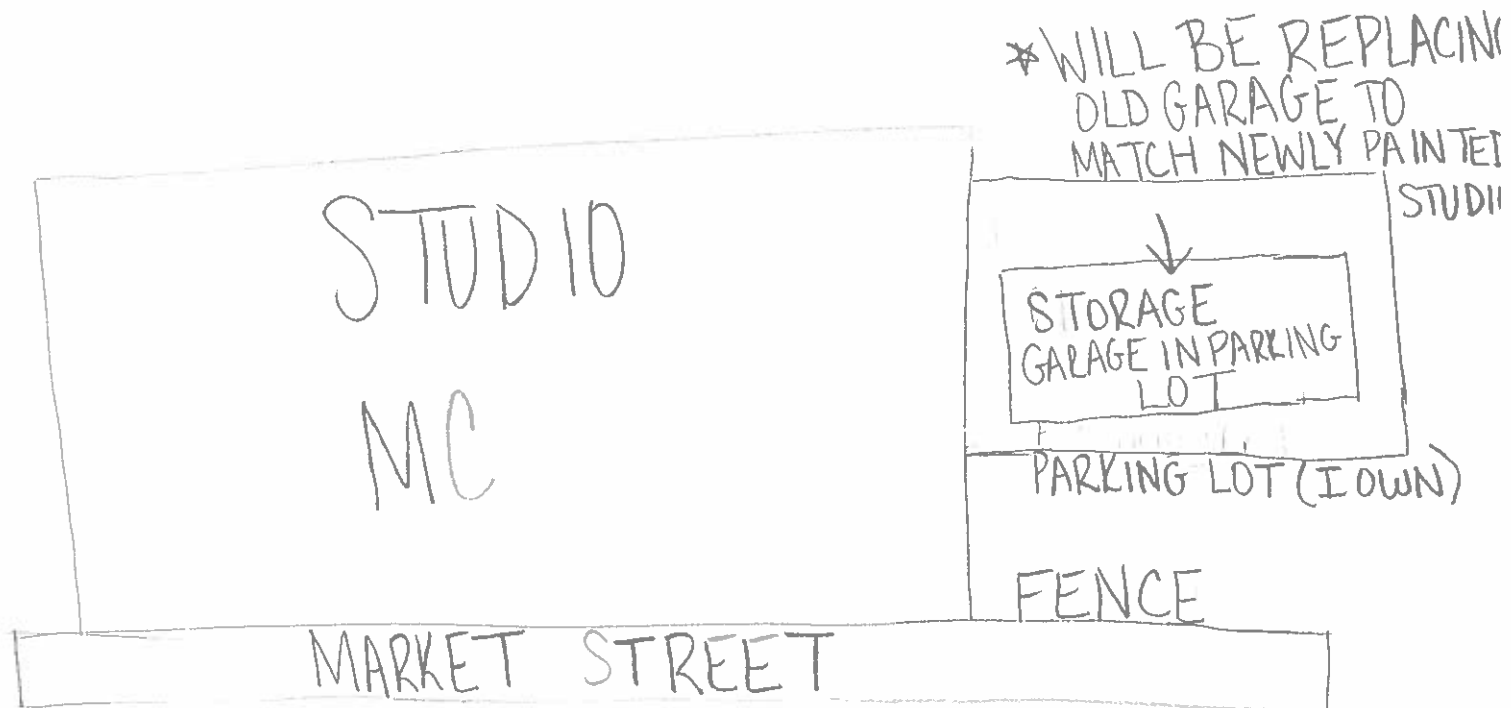 * WILL BE REPLACING
OLD GARAGE TO
MATCH NEWLY PAINTED
STUDIO
STUDIO
MC
STORAGE
GARAGE IN PARKING
LOT
PARKING LOT (I OWN)
FENCE
MARKET STREET